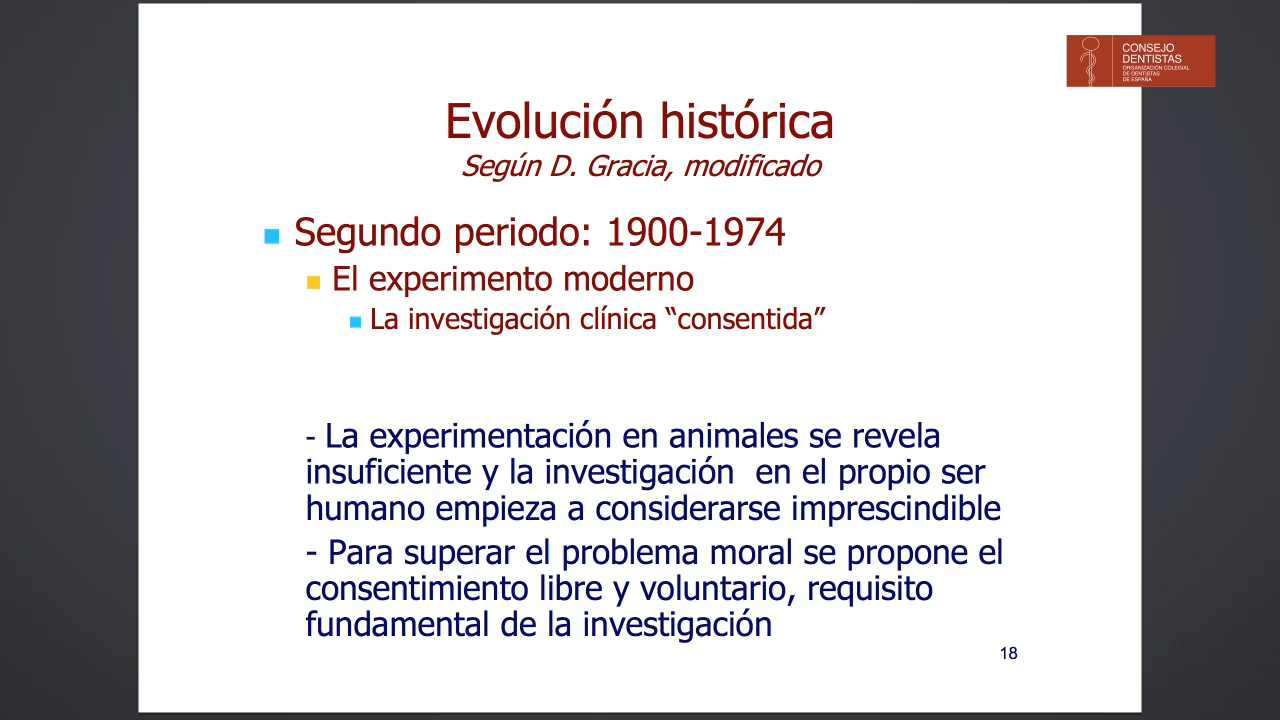 CONSEJO
DENTISTAS
ORGANIZACIÓN COLEGIAL
DE DENTISTAS
DE ESPAÑA
Evolución histórica
Según D. Gracia, modificado
Segundo periodo: 1900-1974
El experimento moderno
La investigación clínica “consentida”
- La experimentación en animales se revela
insuficiente y la investigación en el propio ser
humano empieza a considerarse imprescindible
- Para superar el problema moral se propone el
consentimiento libre y voluntario, requisito
fundamental de la investigación
18